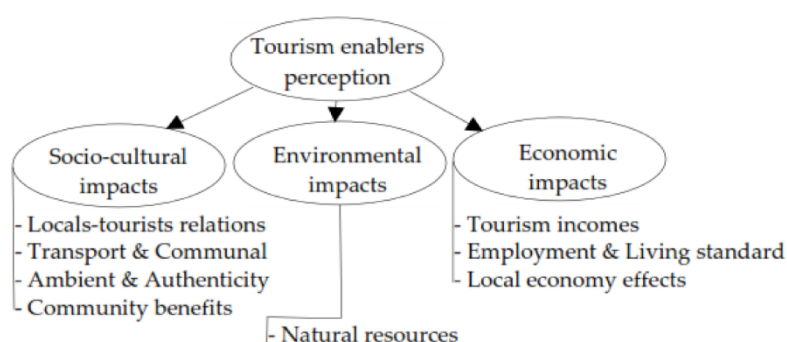 Tourism enablers
perception
Socio-cultural
impacts
- Locals-tourists relations
- Transport & Communal
- Ambient & Authenticity
- Community benefits
Environmental
impacts
- Natural resources
Economic
impacts
- Tourism incomes
- Employment & Living standard
- Local economy effects